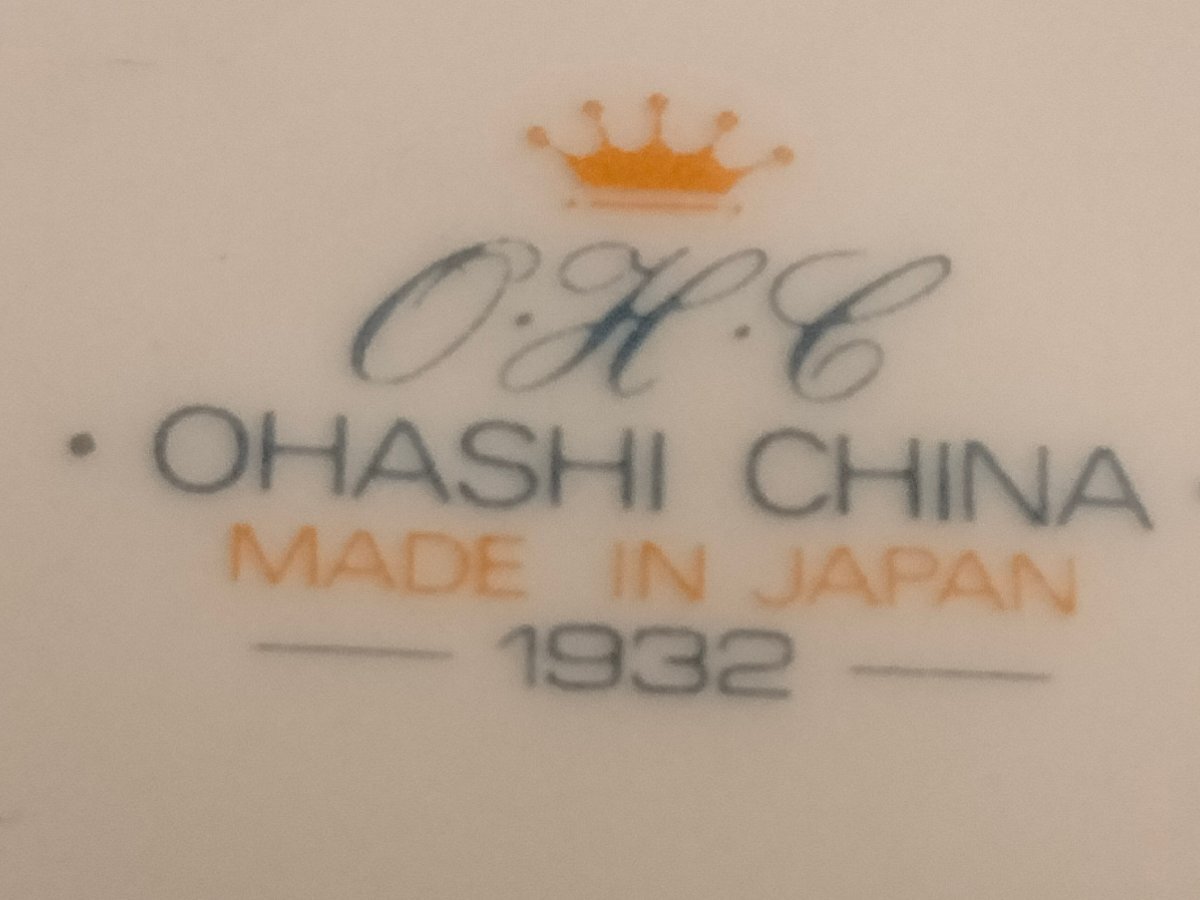 O·H·C
· OHASHI CHINA ·
MADE IN JAPAN
1932